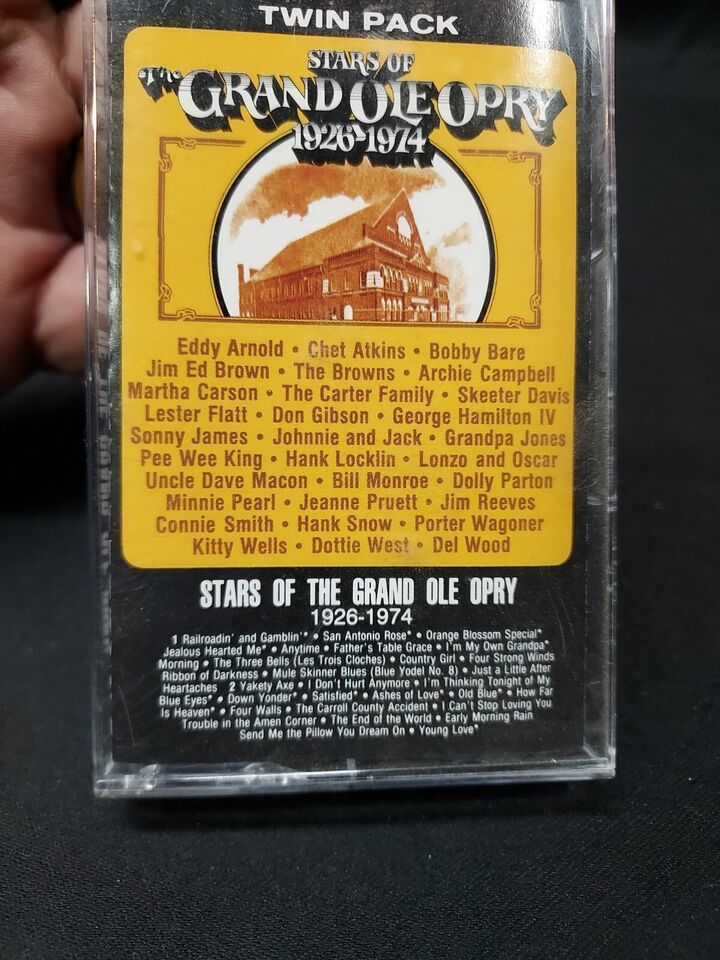 TWIN PACK
STARS OF
The GRAND OLE OPRY
1926-1974
Eddy Arnold • Chet Atkins • Bobby Bare
Jim Ed Brown • The Browns • Archie Campbell
Martha Carson • The Carter Family • Skeeter Davis
Lester Flatt • Don Gibson • George Hamilton IV
Sonny James • Johnnie and Jack • Grandpa Jones
Pee Wee King • Hank Locklin • Lonzo and Oscar
Uncle Dave Macon • Bill Monroe • Dolly Parton
Minnie Pearl • Jeanne Pruett • Jim Reeves
Connie Smith • Hank Snow • Porter Wagoner
Kitty Wells • Dottie West • Del Wood
STARS OF THE GRAND OLE OPRY
1926-1974
1 Railroadin' and Gamblin'* • San Antonio Rose* • Orange Blossom Special*
Jealous Hearted Me* • Anytime • Father's Table Grace • I'm My Own Grandpa*
Morning • The Three Bells (Les Trois Cloches) • Country Girl • Four Strong Winds
Ribbon of Darkness • Mule Skinner Blues (Blue Yodel No. 8) • Just a Little After
Heartaches 2 Yakety Axe • I Don't Hurt Anymore • I'm Thinking Tonight of My
Blue Eyes* • Down Yonder* • Satisfied* • Ashes of Love* • Old Blue* • How Far
Is Heaven* • Four Walls • The Carroll County Accident • I Can't Stop Loving You
Trouble in the Amen Corner • The End of the World • Early Morning Rain
Send Me the Pillow You Dream On • Young Love*